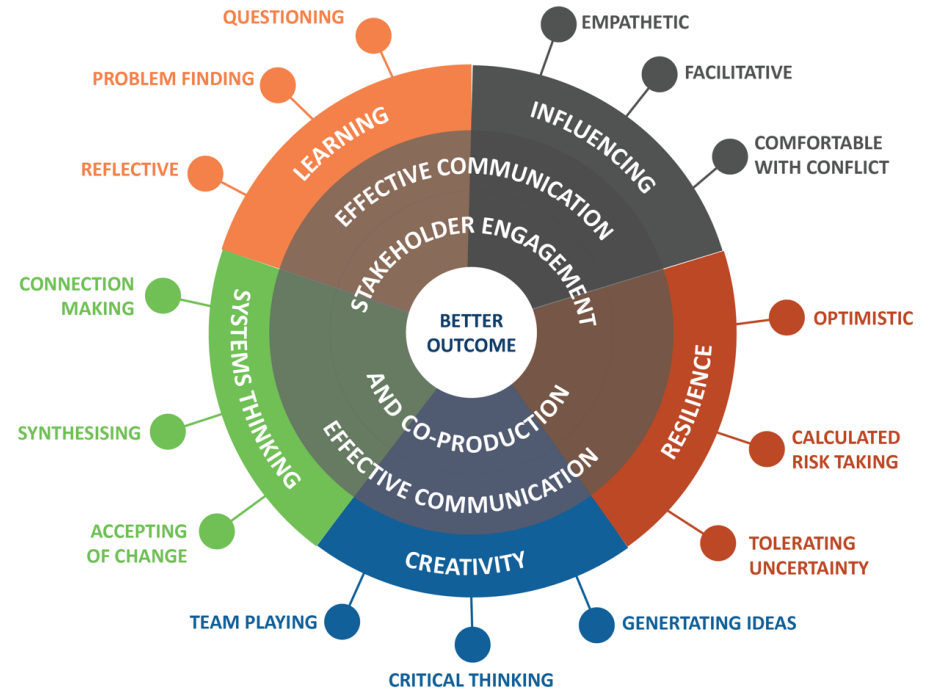 QUESTIONING
PROBLEM FINDING
REFLECTIVE
EMPATHETIC
FACILITATIVE
COMFORTABLE
WITH CONFLICT
LEARNING
INFLUENCING
EFFECTIVE COMMUNICATION
STAKEHOLDER ENGAGEMENT
BETTER
OUTCOME
AND CO-PRODUCTION
EFFECTIVE COMMUNICATION
SYSTEMS THINKING
RESILIENCE
CREATIVITY
CONNECTION
MAKING
SYNTHESISING
ACCEPTING
OF CHANGE
OPTIMISTIC
CALCULATED
RISK TAKING
TOLERATING
UNCERTAINTY
TEAM PLAYING
CRITICAL THINKING
GENERTATING IDEAS